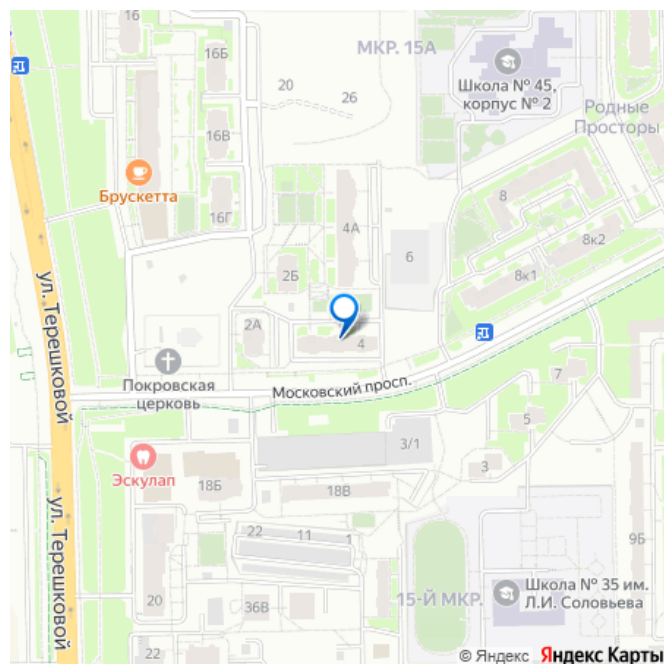 16
16Б
МКР. 15А
20
26
Школа № 45,
корпус № 2
Родные
Просторы
16В
Брускетта
16Г
8
4А
8к2
6
2Б
8к1
ул. Терешковой
2А
4
Покровская
церковь
Московский просп.
7
5
3/1
3
Эскулап
18Б
18В
ул. Терешковой
22
11
1
9Б
20
36В
15-Й МКР.
Школа № 35 им.
Л.И. Соловьева
22
© Яндекс Яндекс Карты